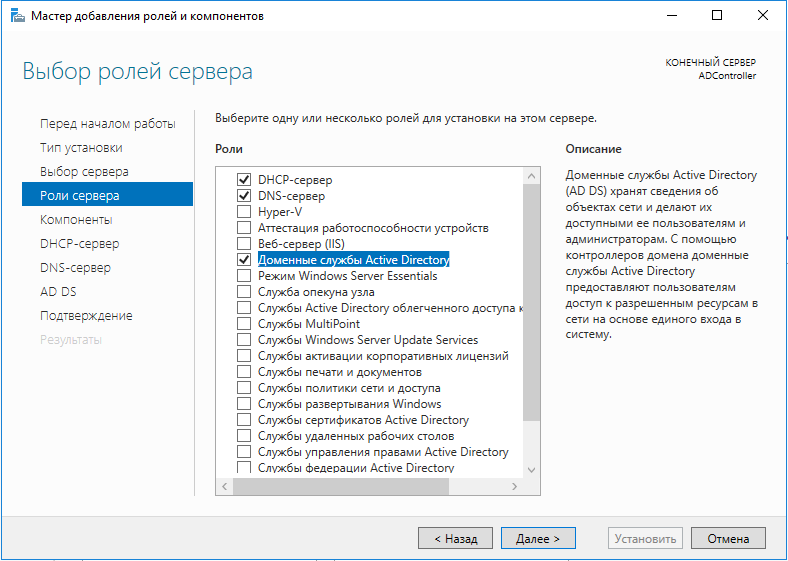 Мастер добавления ролей и компонентов
Выбор ролей сервера
КОНЕЧНЫЙ СЕРВЕР
ADController
Перед началом работы
Тип установки
Выбор сервера
Роли сервера
Компоненты
DHCP-сервер
DNS-сервер
AD DS
Подтверждение
Результаты
Выберите одну или несколько ролей для установки на этом сервере.
Роли
DHCP-сервер
DNS-сервер
Hyper-V
Аттестация работоспособности устройств
Веб-сервер (IIS)
Доменные службы Active Directory
Режим Windows Server Essentials
Служба опекуна узла
Службы Active Directory облегченного доступа к
Службы MultiPoint
Службы Windows Server Update Services
Службы активации корпоративных лицензий
Службы печати и документов
Службы политики сети и доступа
Службы развертывания Windows
Службы сертификатов Active Directory
Службы удаленных рабочих столов
Службы управления правами Active Directory
Службы федерации Active Directory
Описание
Доменные службы Active Directory
(AD DS) хранят сведения об
объектах сети и делают их
доступными ее пользователям и
администраторам. С помощью
контроллеров домена доменные
службы Active Directory
предоставляют пользователям
доступ к разрешенным ресурсам в
сети на основе единого входа в
систему.
< Назад
Далее >
Установить
Отмена